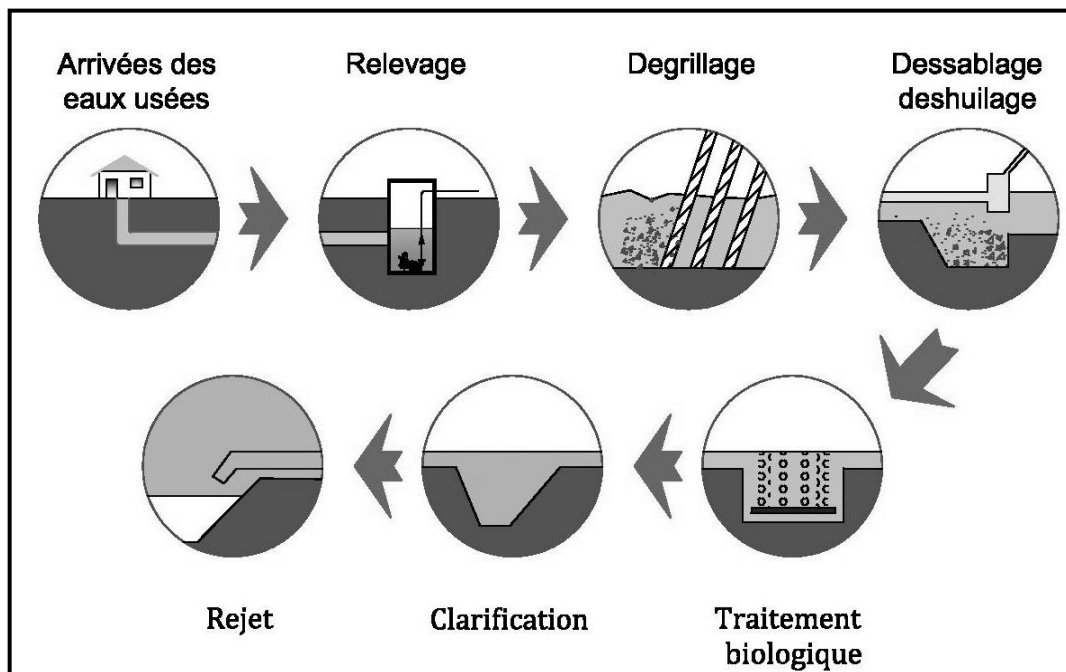 Arrivées des
eaux usées
Relevage
Degrillage
Dessablage
deshuilage
Rejet
Clarification
Traitement
biologique